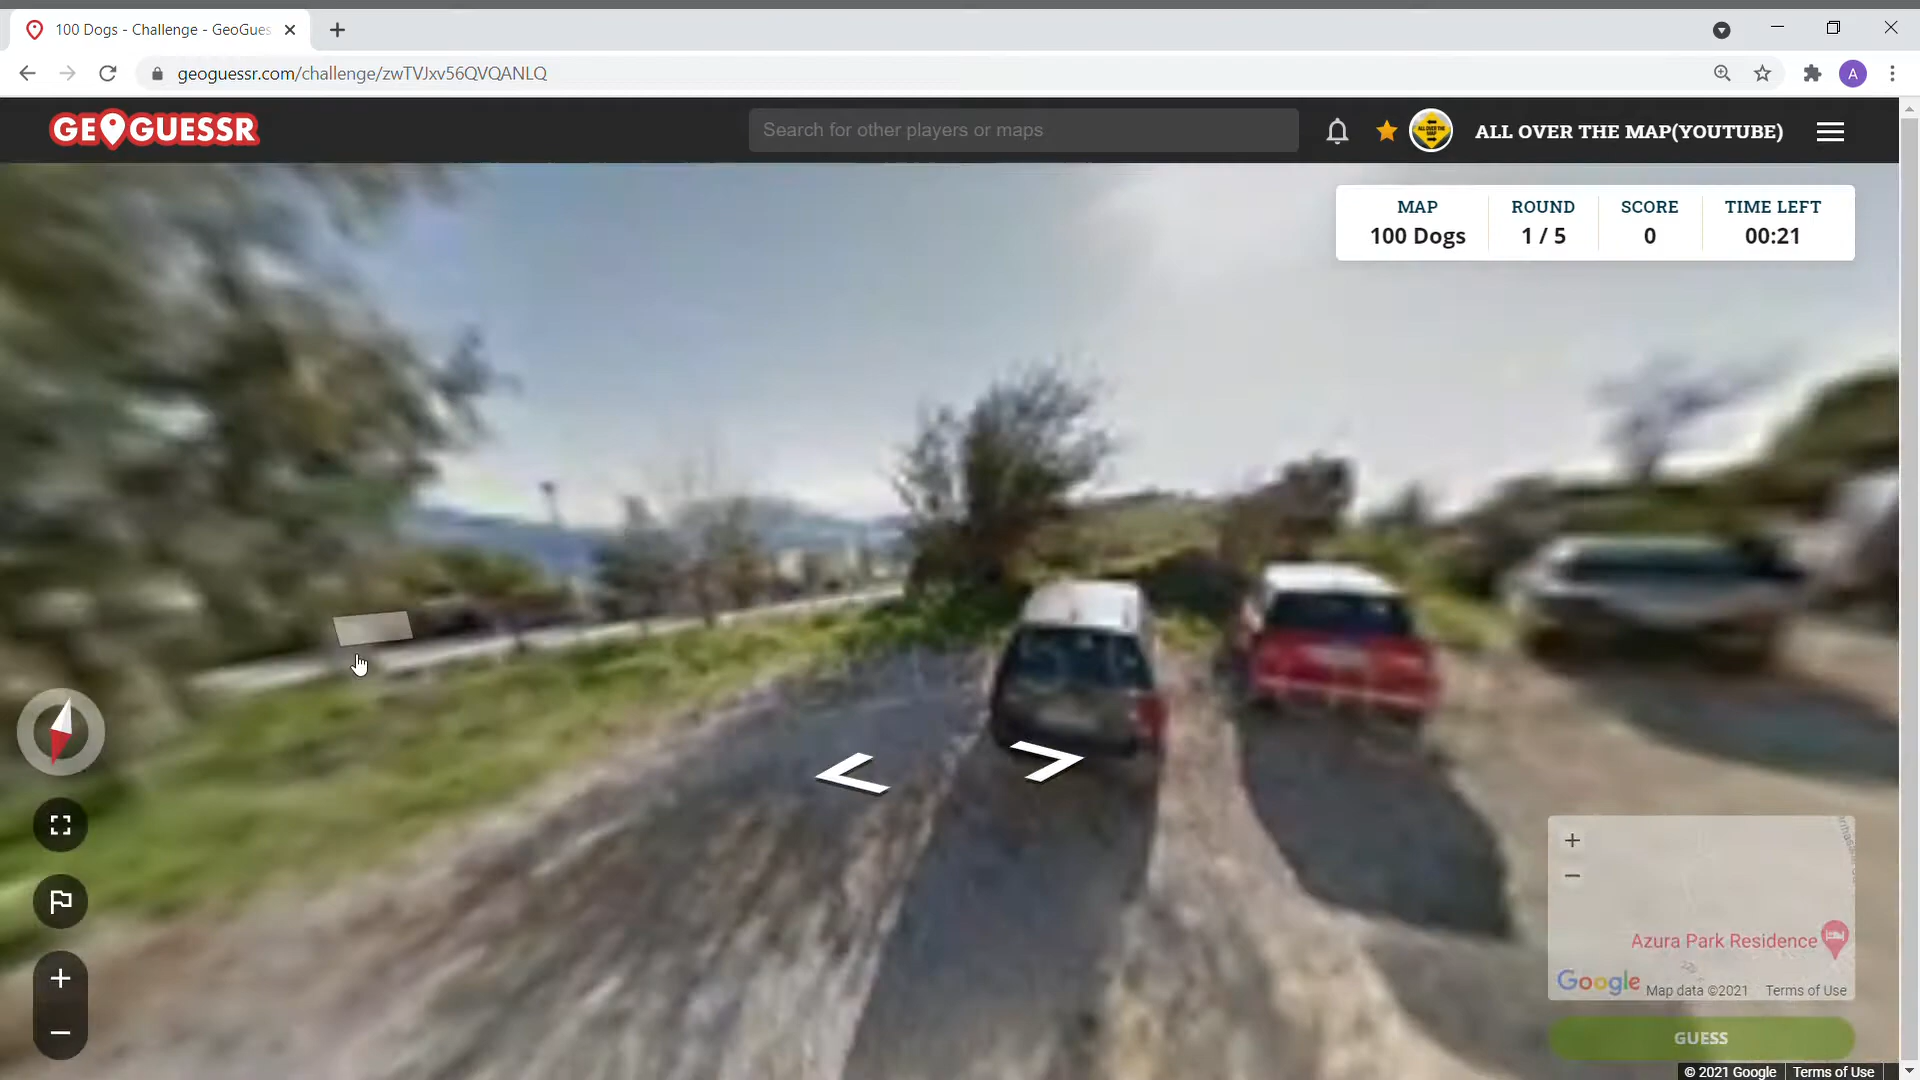 100 Dogs - Challenge - GeoGues
geoguessr.com/challenge/zwTVJxv56QVQANLQ
A
GEOGUESSR
Search for other players or maps
ALL OVER THE MAP(YOUTUBE)
MAP
100 Dogs
ROUND
1 / 5
SCORE
0
TIME LEFT
00:21
Azura Park Residence
Google
Map data ©2021
Terms of Use
GUESS
© 2021 Google
Terms of Use